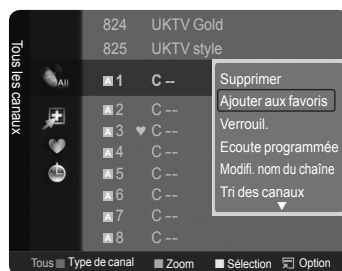 824 UKTV Gold
825 UKTV style
Tous les canaux
All
A 1 C --
A 2 C --
A 3 ♥ C --
A 4 C --
A 5 C --
A 6 C --
A 7 C --
A 8 C --
Supprimer
Ajouter aux favoris
Verrouil.
Ecoute programmée
Modifi. nom du chaîne
Tri des canaux
Tous Type de canal Zoom Sélection Option